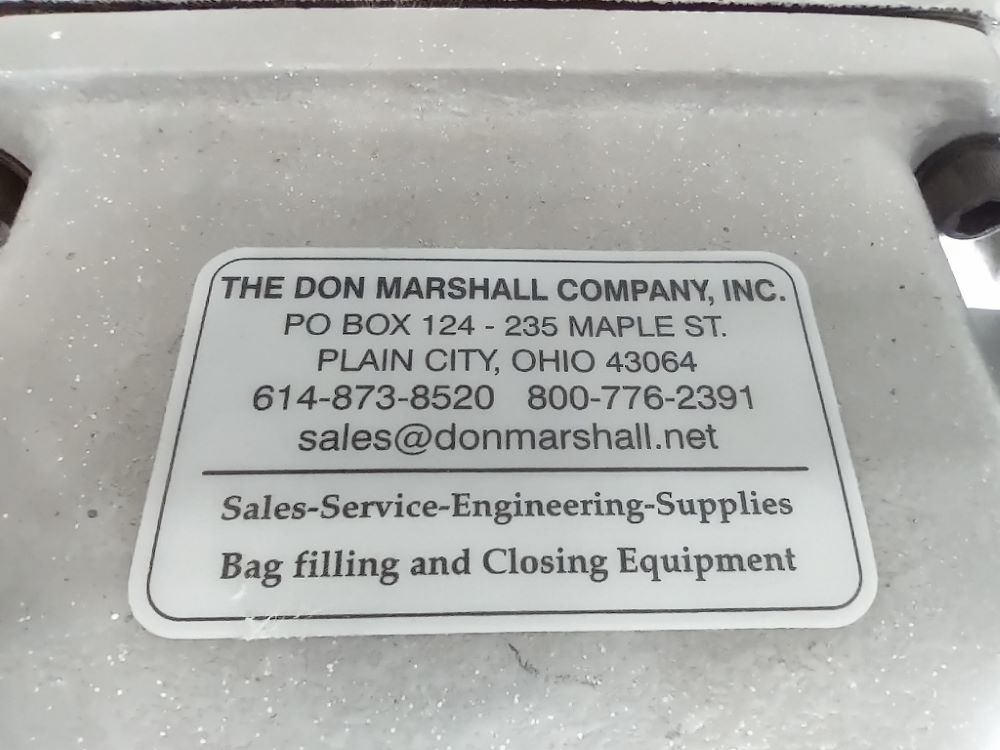 THE DON MARSHALL COMPANY, INC.
PO BOX 124 - 235 MAPLE ST.
PLAIN CITY, OHIO 43064
614-873-8520 800-776-2391
sales@donmarshall.net
Sales-Service-Engineering-Supplies
Bag filling and Closing Equipment